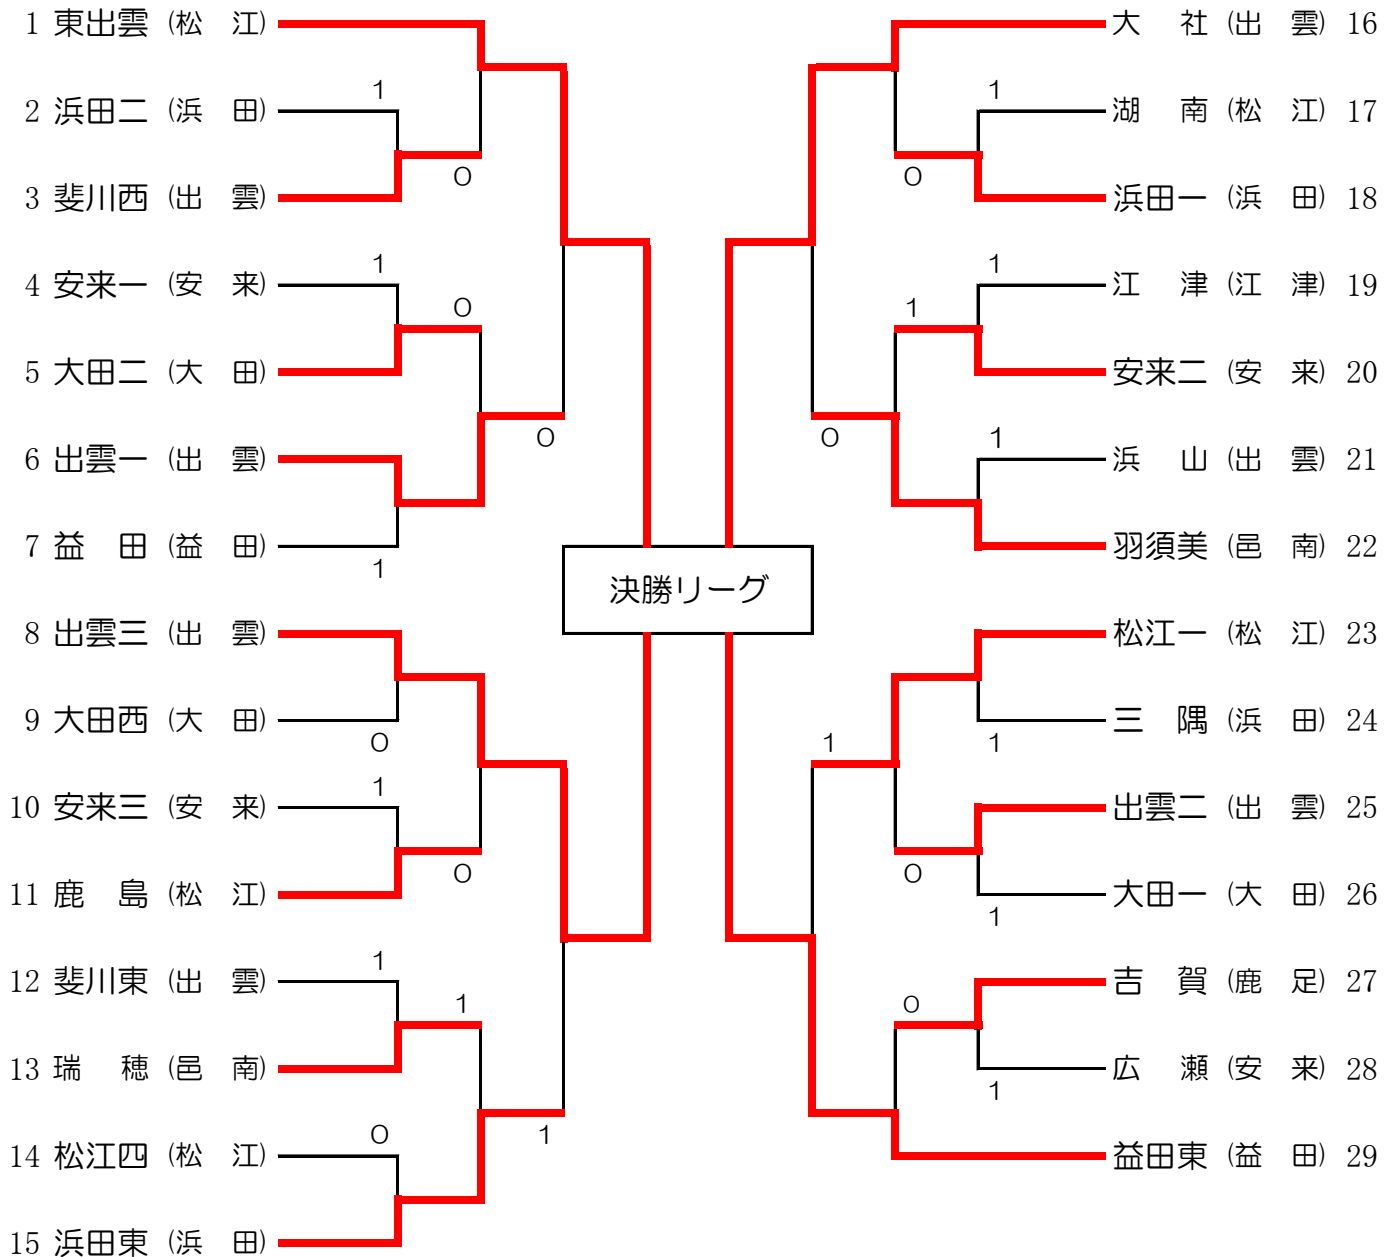 1 東出雲 (松　江)
2 浜田二 (浜　田)
1
3 斐川西 (出　雲)
0
4 安来一 (安　来)
1
5 大田二 (大　田)
0
6 出雲一 (出　雲)
0
7 益　田 (益　田)
1
8 出雲三 (出　雲)
9 大田西 (大　田)
0
10 安来三 (安　来)
1
11 鹿　島 (松　江)
0
12 斐川東 (出　雲)
1
13 瑞　穂 (邑　南)
1
14 松江四 (松　江)
0
1
15 浜田東 (浜　田)
決勝リーグ
大　社 (出　雲) 16
1
湖　南 (松　江) 17
0
浜田一 (浜　田) 18
1
江　津 (江　津) 19
1
安来二 (安　来) 20
0
1
浜　山 (出　雲) 21
羽須美 (邑　南) 22
松江一 (松　江) 23
三　隅 (浜　田) 24
1
1
出雲二 (出　雲) 25
0
大田一 (大　田) 26
1
吉　賀 (鹿　足) 27
0
広　瀬 (安　来) 28
1
益田東 (益　田) 29